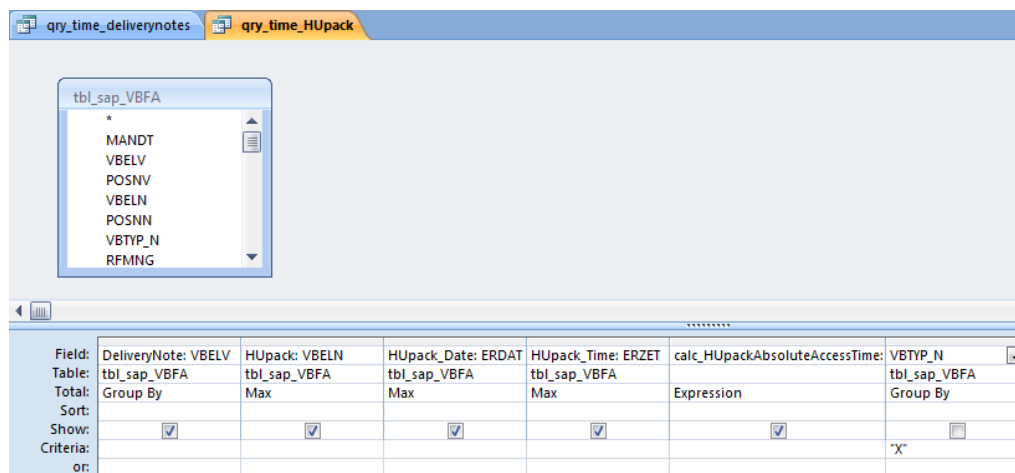 qry_time_deliverynotes qry_time_HUpack
tbl_sap_VBFA
*
MANDT
VBELV
POSNV
VBELN
POSNN
VBTYP_N
RFMNG
Field: DeliveryNote: VBELV HUpack: VBELN HUpack_Date: ERDAT HUpack_Time: ERZET calc_HUpackAbsoluteAccessTime: VBTYP_N
Table: tbl_sap_VBFA tbl_sap_VBFA tbl_sap_VBFA tbl_sap_VBFA tbl_sap_VBFA
Total: Group By Max Max Max Expression Group By
Sort:
Show:
Criteria: "X"
or: